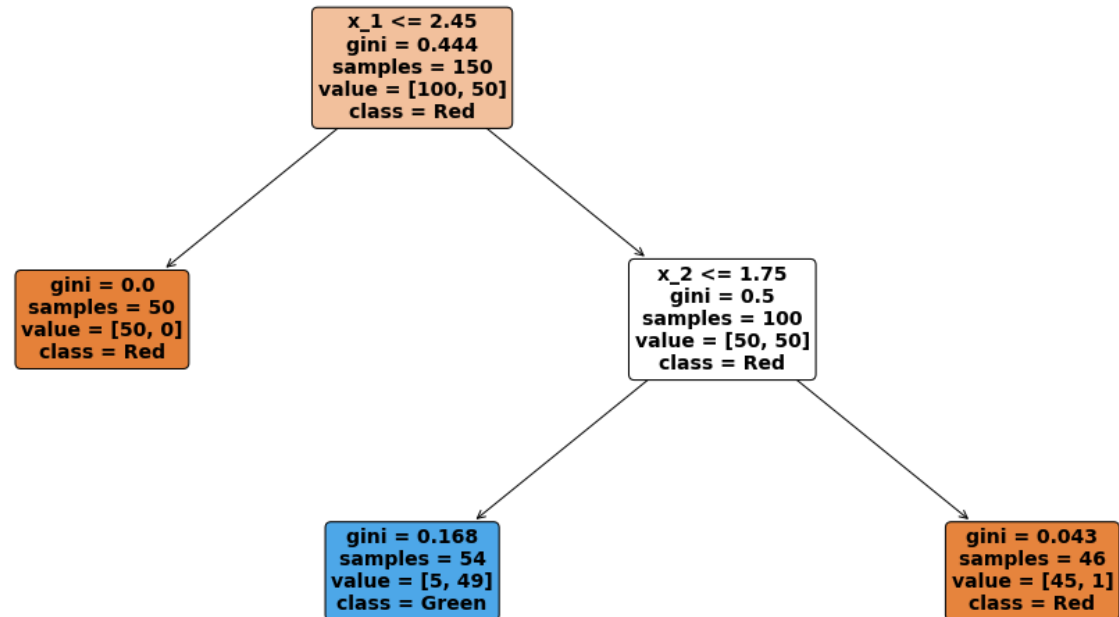 x_1 <= 2.45
gini = 0.444
samples = 150
value = [100, 50]
class = Red
gini = 0.0
samples = 50
value = [50, 0]
class = Red
x_2 <= 1.75
gini = 0.5
samples = 100
value = [50, 50]
class = Red
gini = 0.168
samples = 54
value = [5, 49]
class = Green
gini = 0.043
samples = 46
value = [45, 1]
class = Red